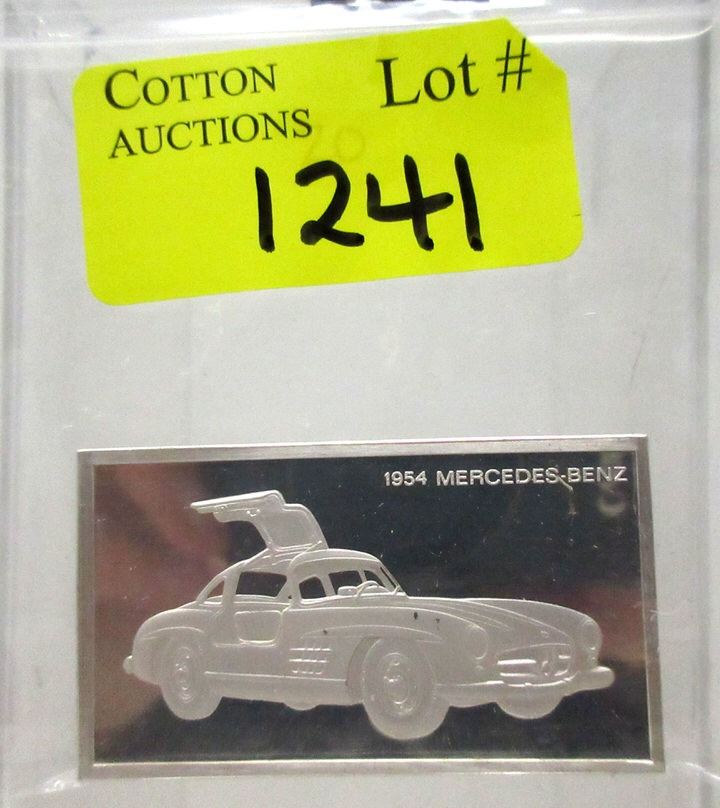 COTTON
AUCTIONS
Lot #
1241
1954 MERCEDES-BENZ